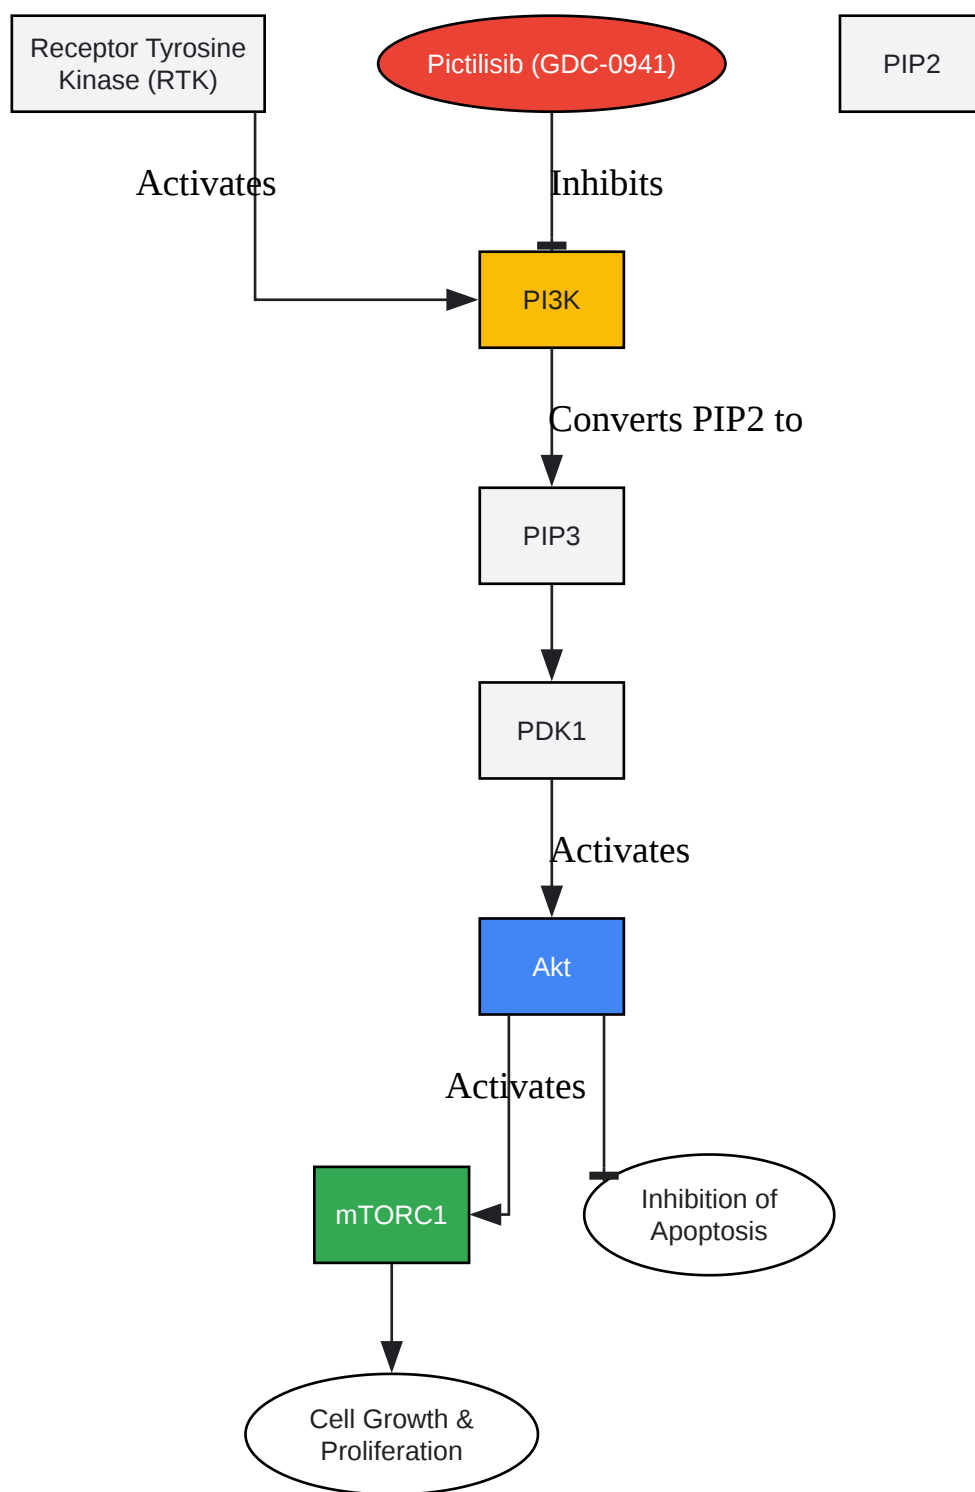 Receptor Tyrosine
Kinase (RTK)
Pictilisib (GDC-0941)
PIP2
Activates
Inhibits
PI3K
Converts PIP2 to
PIP3
PDK1
Activates
Akt
Activates
mTORC1
Inhibition of
Apoptosis
Cell Growth &
Proliferation